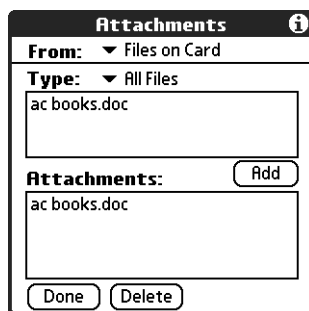 Attachments
From: Files on Card
Type: All Files
ac books.doc
Add
Attachments:
ac books.doc
Done Delete